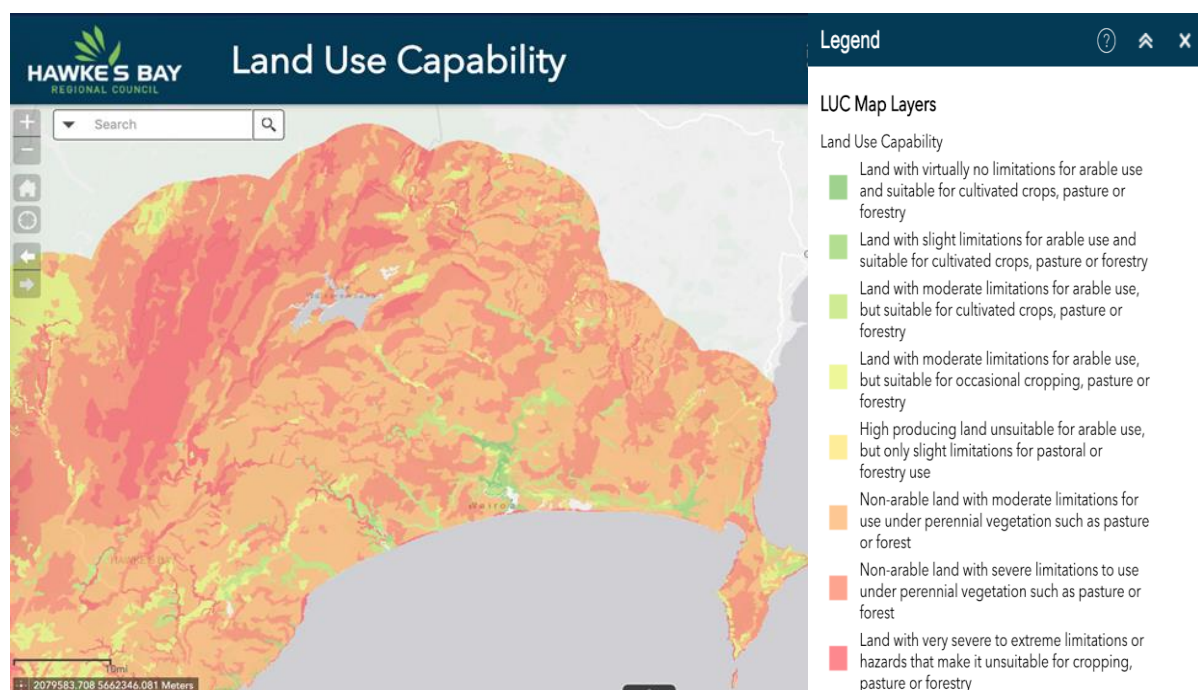 HAWKE'S BAY
REGIONAL COUNCIL
Land Use Capability
Search
Wairoa
HAWKE'S BAY
10mi
2079583.708 5662346.081 Meters
Legend
LUC Map Layers
Land Use Capability
Land with virtually no limitations for arable use
and suitable for cultivated crops, pasture or
forestry
Land with slight limitations for arable use and
suitable for cultivated crops, pasture or forestry
Land with moderate limitations for arable use,
but suitable for cultivated crops, pasture or
forestry
Land with moderate limitations for arable use,
but suitable for occasional cropping, pasture or
forestry
High producing land unsuitable for arable use,
but only slight limitations for pastoral or
forestry use
Non-arable land with moderate limitations for
use under perennial vegetation such as pasture
or forest
Non-arable land with severe limitations to use
under perennial vegetation such as pasture or
forest
Land with very severe to extreme limitations or
hazards that make it unsuitable for cropping,
pasture or forestry